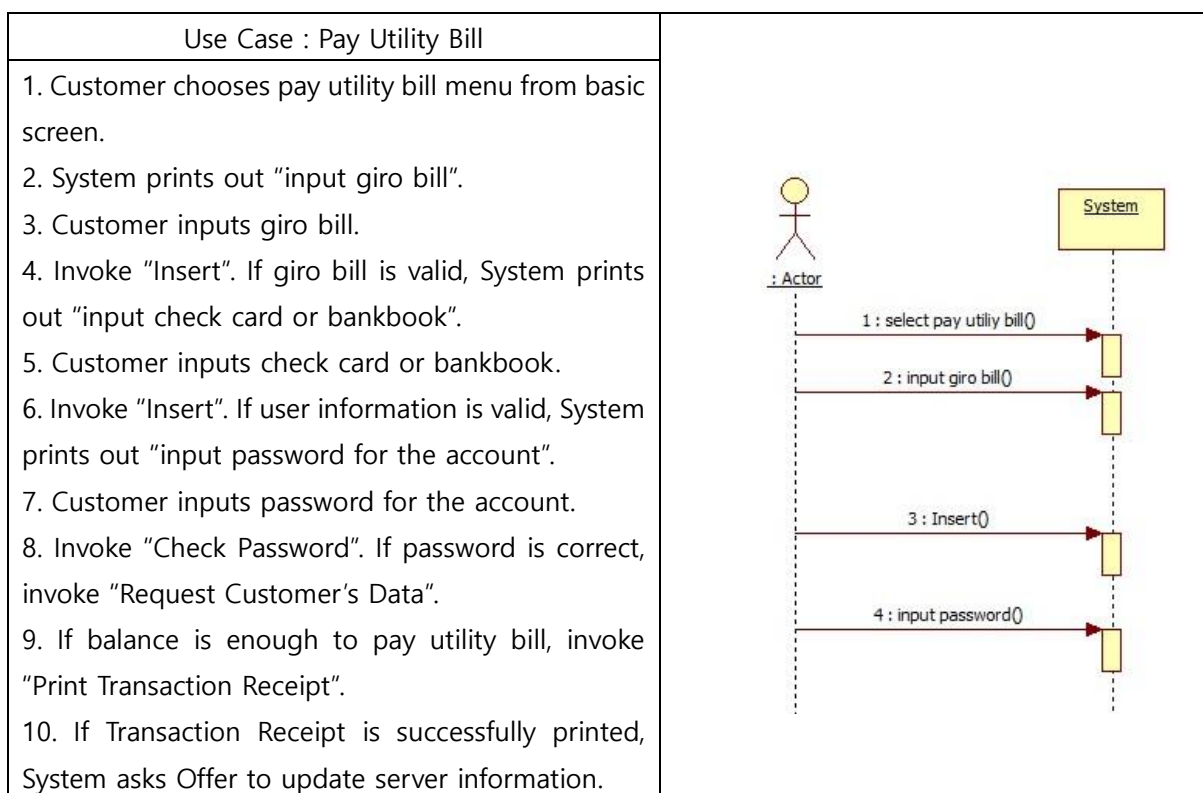 Use Case : Pay Utility Bill
1. Customer chooses pay utility bill menu from basic
screen.
2. System prints out “input giro bill”.
3. Customer inputs giro bill.
4. Invoke “Insert”. If giro bill is valid, System prints
out “input check card or bankbook”.
5. Customer inputs check card or bankbook.
6. Invoke “Insert”. If user information is valid, System
prints out “input password for the account”.
7. Customer inputs password for the account.
8. Invoke “Check Password”. If password is correct,
invoke “Request Customer’s Data”.
9. If balance is enough to pay utility bill, invoke
“Print Transaction Receipt”.
10. If Transaction Receipt is successfully printed,
System asks Offer to update server information.
System
: Actor
1 : select pay utiliy bill()
2 : input giro bill()
3 : Insert()
4 : input password()